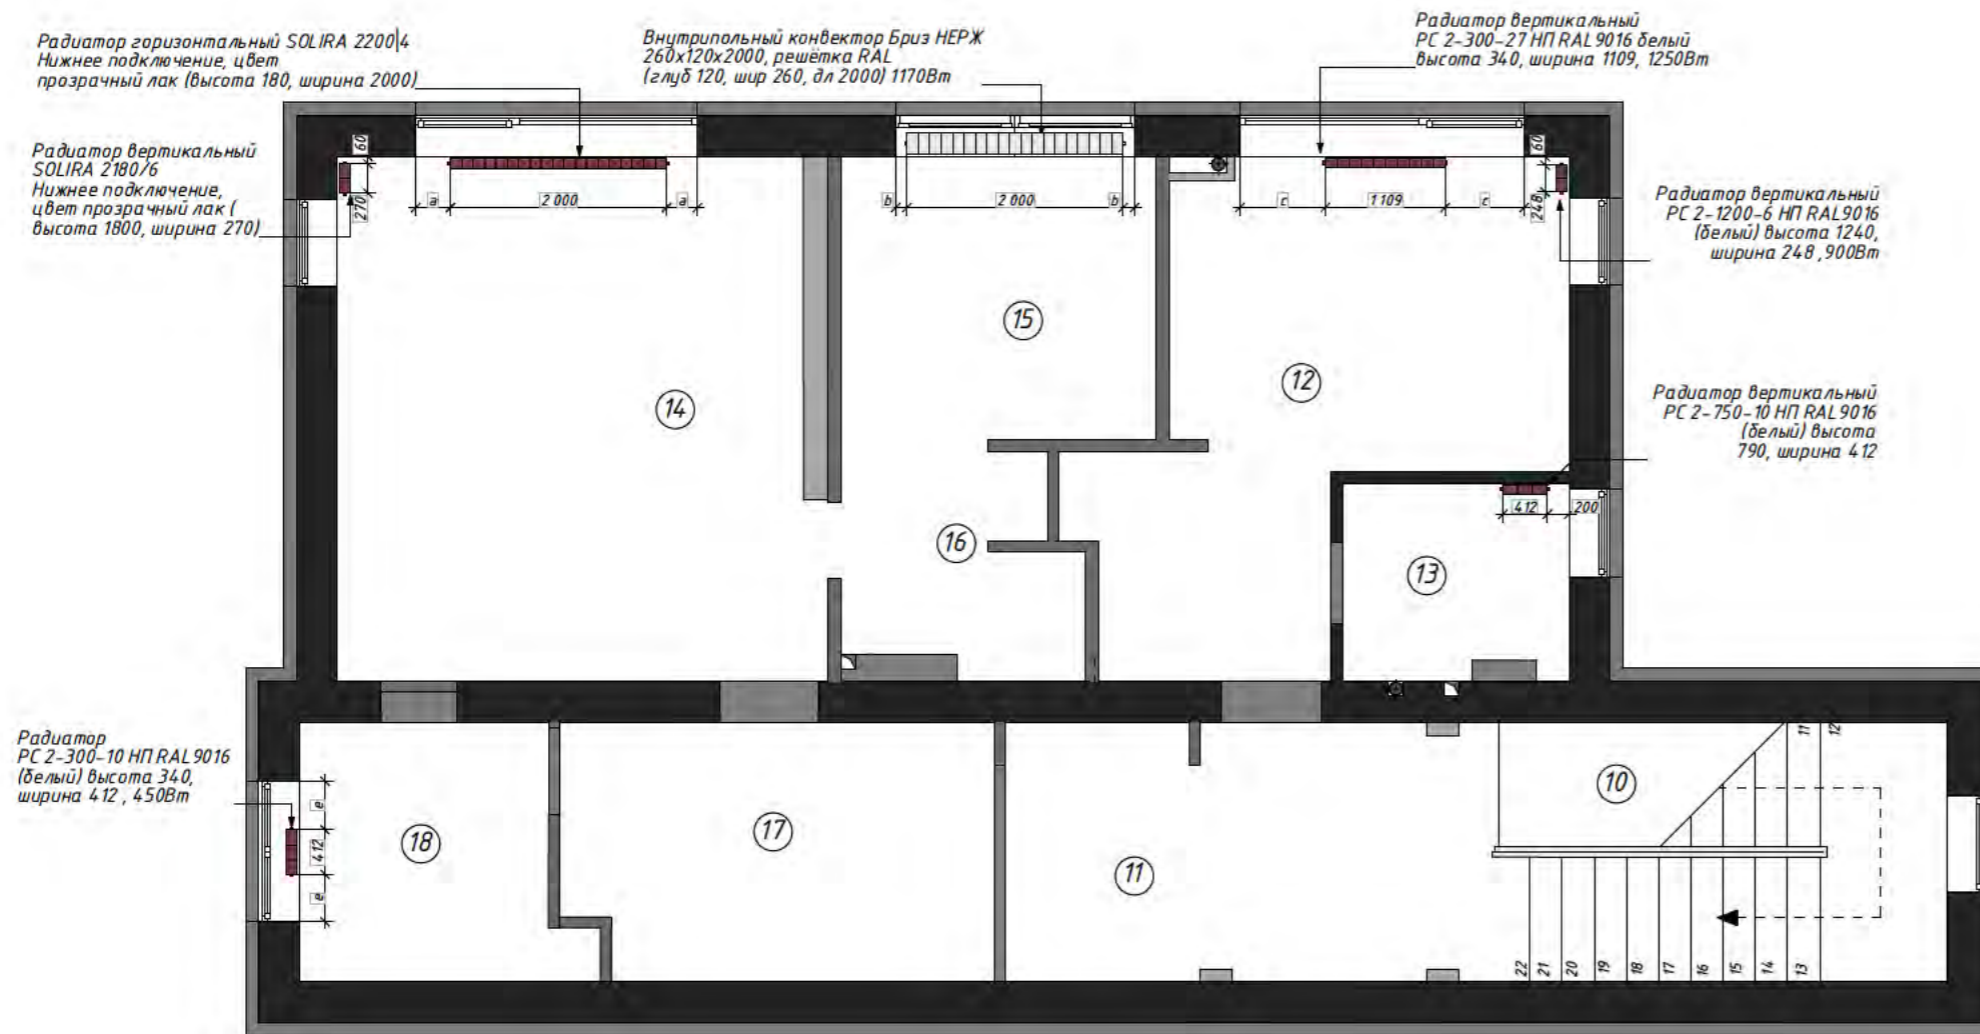 Радиатор горизонтальный SOLIRA 2200|4
Нижнее подключение, цвет
прозрачный лак (высота 180, ширина 2000)
Внутрипольный конвектор Бриз НЕРЖ
260x120x2000, решётка RAL
(глуб 120, шир 260, дл 2000) 1170Вт
Радиатор вертикальный
РС 2-300-27 НП RAL 9016 белый
высота 340, ширина 1109, 1250Вт
Радиатор вертикальный
SOLIRA 2180/6
Нижнее подключение,
цвет прозрачный лак (
высота 1800, ширина 270)
60
270
a
2 000
a
b
2 000
b
c
1 109
c
60
248
Радиатор вертикальный
РС 2-1200-6 НП RAL9016
(белый) высота 1240,
ширина 248 ,900Вт
15
12
14
Радиатор вертикальный
РС 2-750-10 НП RAL9016
(белый) высота
790, ширина 412
412
200
16
13
Радиатор
РС 2-300-10 НП RAL9016
(белый) высота 340,
ширина 412 , 450Вт
e
412
e
18
17
11
10
11
12
22
21
20
19
18
17
16
15
14
13